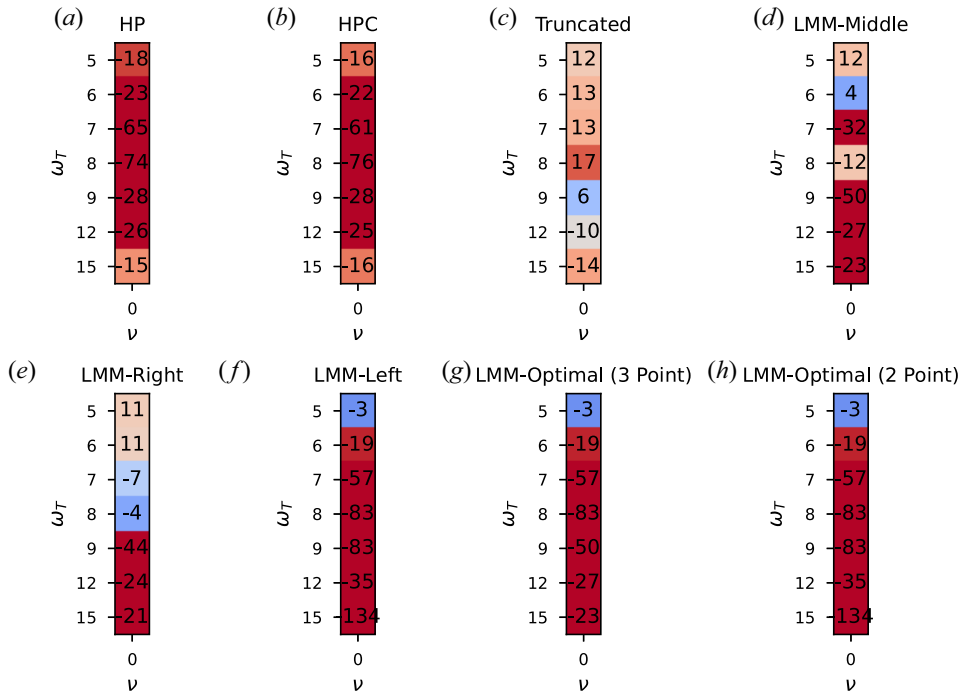 (a) HP
5 -18
6 -23
7 -65
ω_T 8 -74
9 -28
12 -26
15 -15
0
ν
(b) HPC
5 -16
6 -22
7 -61
ω_T 8 -76
9 -28
12 -25
15 -16
0
ν
(c) Truncated
5 12
6 13
7 13
ω_T 8 17
9 6
12 -10
15 -14
0
ν
(d) LMM-Middle
5 12
6 4
7 -32
ω_T 8 -12
9 -50
12 -27
15 -23
0
ν
(e) LMM-Right
5 11
6 11
7 -7
ω_T 8 -4
9 -44
12 -24
15 -21
0
ν
(f) LMM-Left
5 -3
6 -19
7 -57
ω_T 8 -83
9 -83
12 -35
15 -134
0
ν
(g) LMM-Optimal (3 Point)
5 -3
6 -19
7 -57
ω_T 8 -83
9 -50
12 -27
15 -23
0
ν
(h) LMM-Optimal (2 Point)
5 -3
6 -19
7 -57
ω_T 8 -83
9 -83
12 -35
15 -134
0
ν